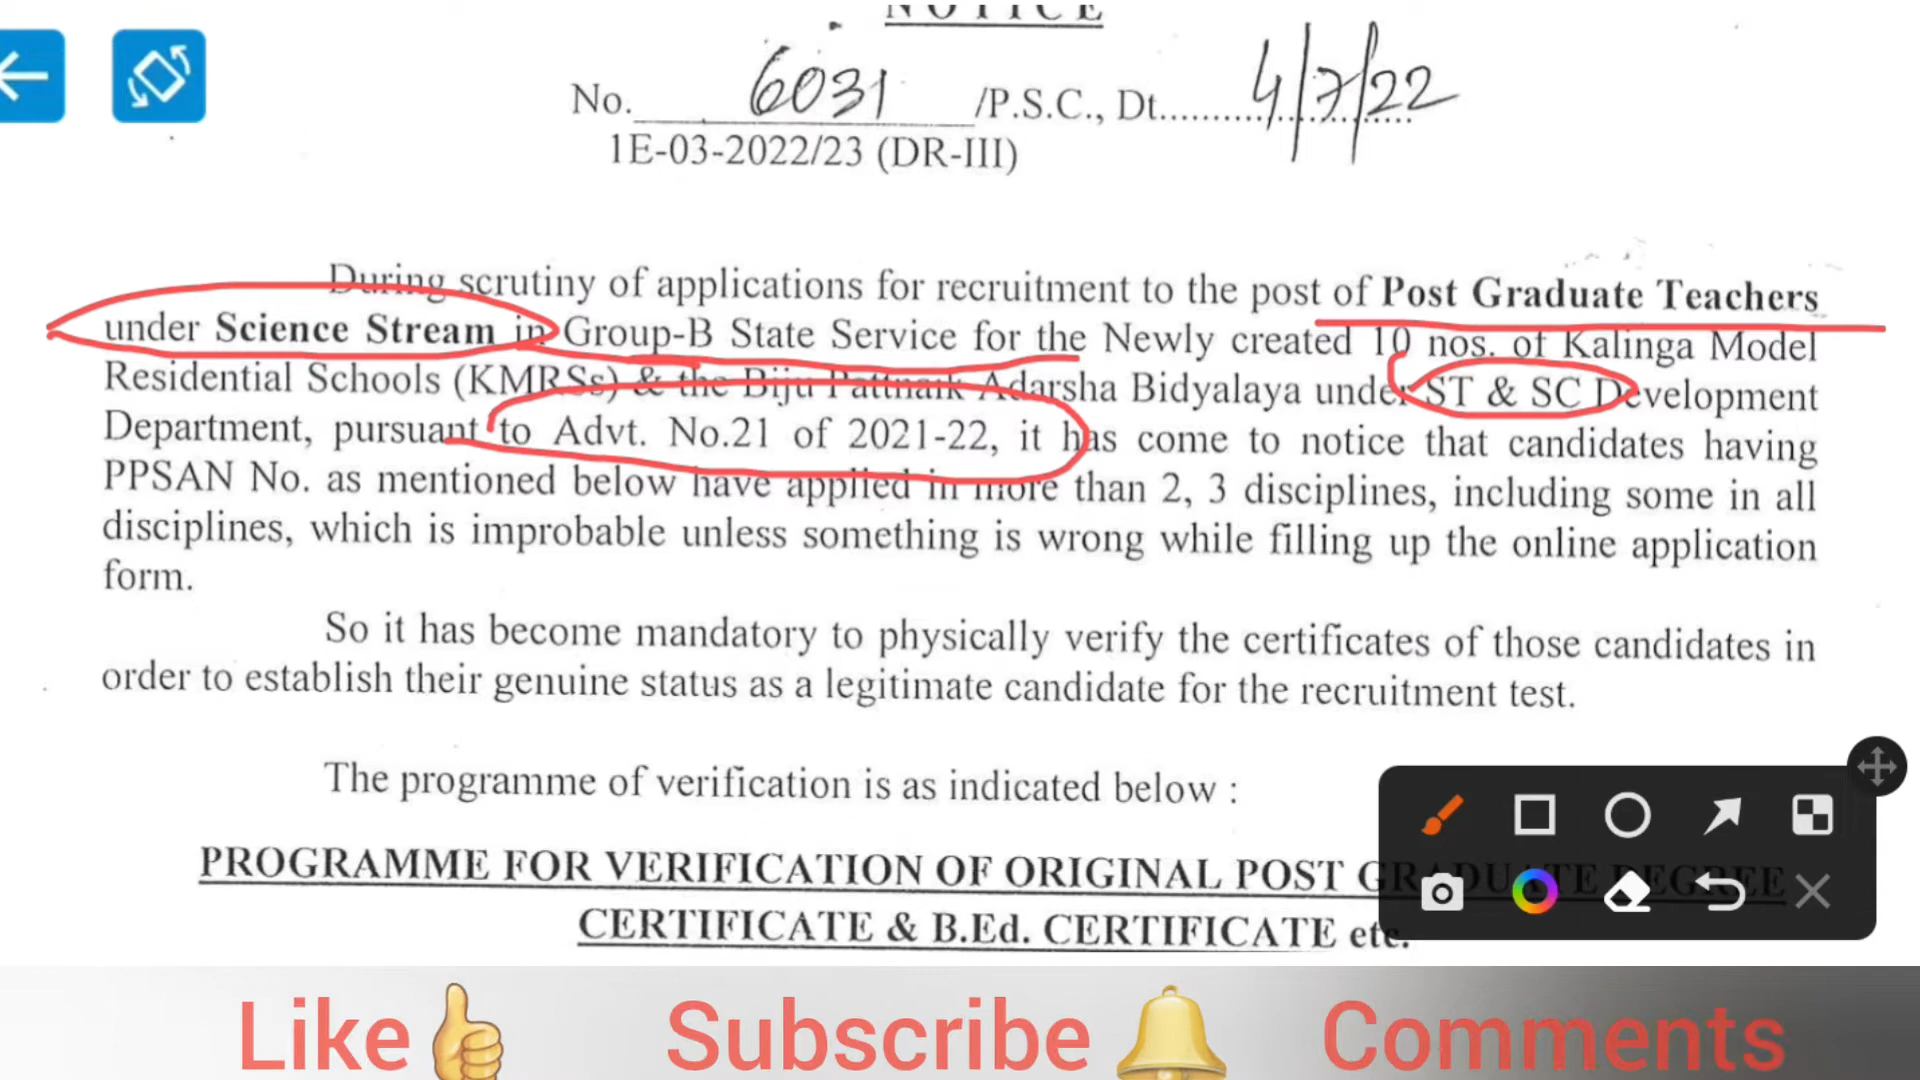 NOTICE
No. 6031 /P.S.C., Dt.......... 4/7/22
1E-03-2022/23 (DR-III)
During scrutiny of applications for recruitment to the post of Post Graduate Teachers
under Science Stream in Group-B State Service for the Newly created 10 nos. of Kalinga Model
Residential Schools (KMRSs) & the Biju Pattnaik Adarsha Bidyalaya under ST & SC Development
Department, pursuant to Advt. No.21 of 2021-22, it has come to notice that candidates having
PPSAN No. as mentioned below have applied in more than 2, 3 disciplines, including some in all
disciplines, which is improbable unless something is wrong while filling up the online application
form.
So it has become mandatory to physically verify the certificates of those candidates in
order to establish their genuine status as a legitimate candidate for the recruitment test.
The programme of verification is as indicated below :
PROGRAMME FOR VERIFICATION OF ORIGINAL POST GRADUATE DEGREE
CERTIFICATE & B.Ed. CERTIFICATE etc.
Like Subscribe Comments